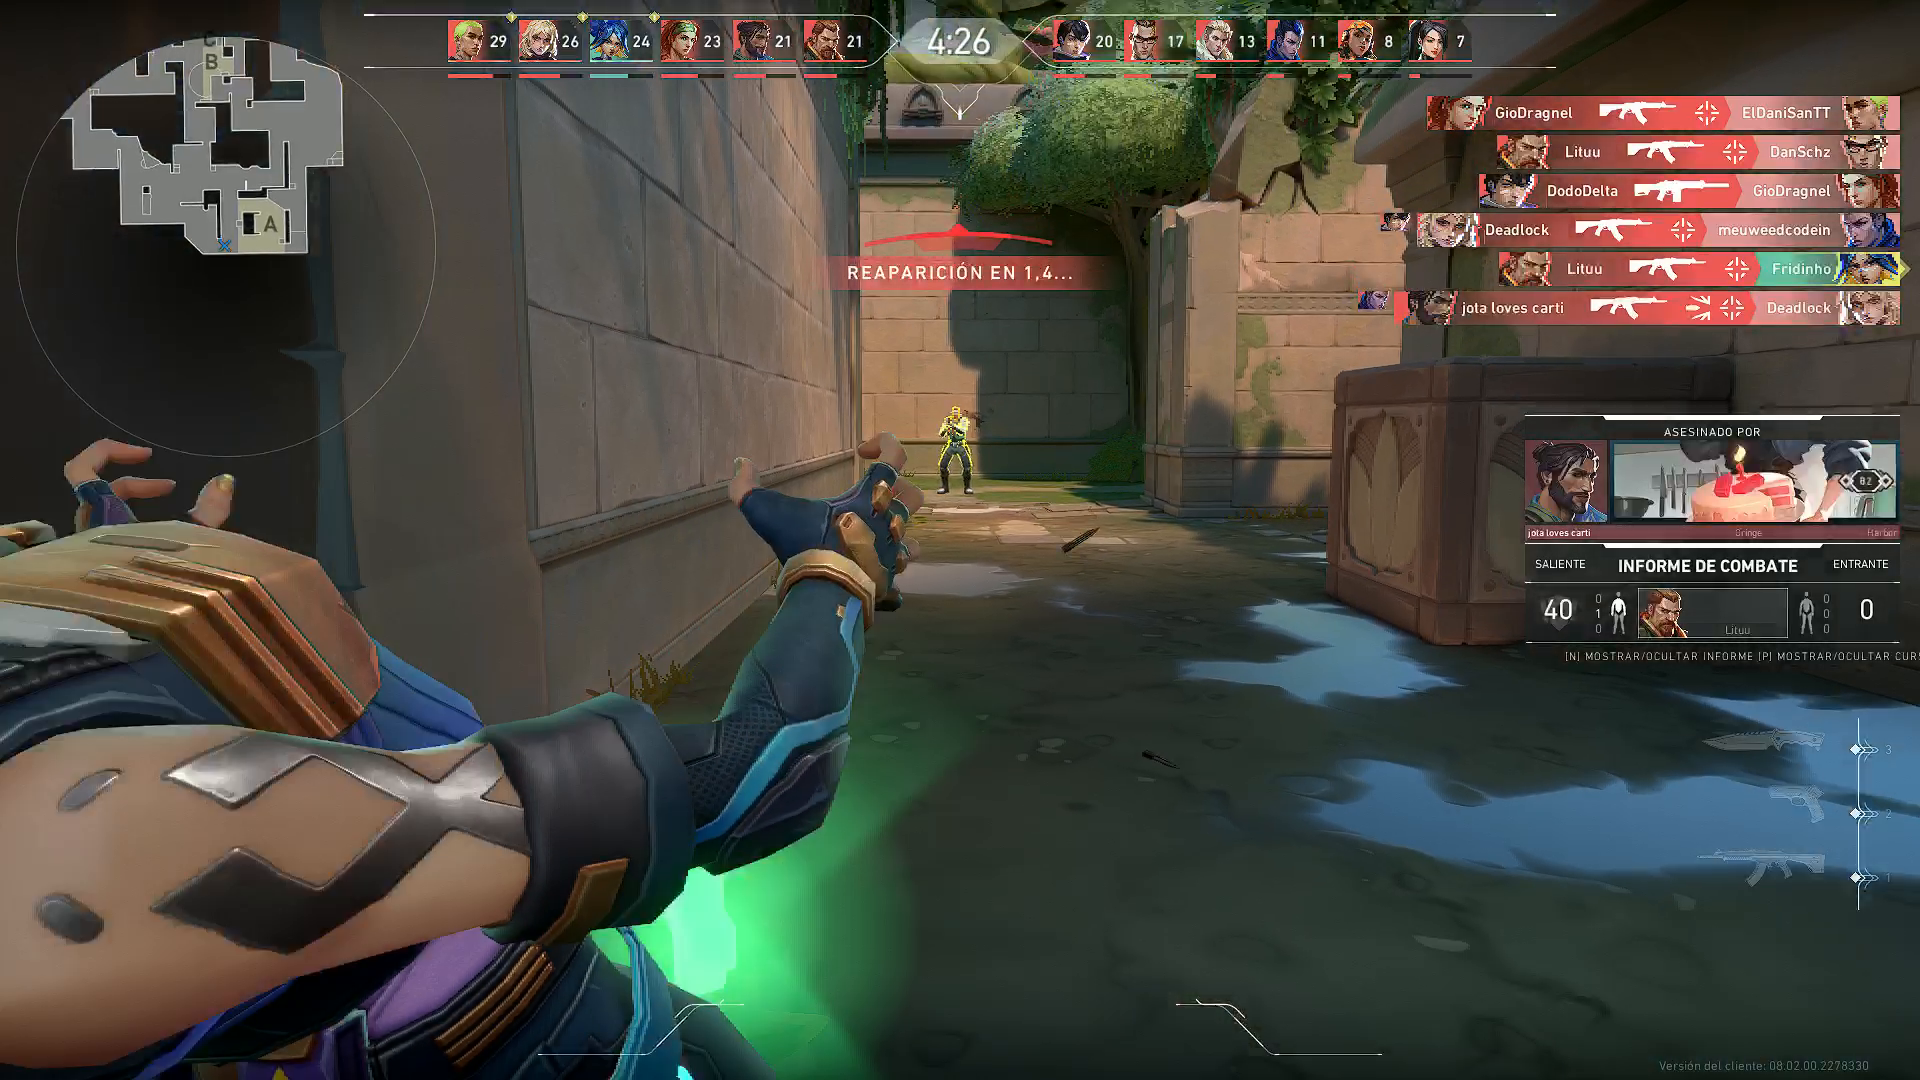 29 26 24 23 21 21 4:26 20 17 13 11 8 7
C
B
A
GioDragnel ElDaniSanTT
Lituu DanSchz
DodoDelta GioDragnel
Deadlock meuweedcodein
Lituu Fridinho
jota loves carti Deadlock
REAPARICIÓN EN 1,4...
ASESINADO POR
82
jota loves carti Bringe Harbor
SALIENTE INFORME DE COMBATE ENTRANTE
40 0 1 0 Lituu 0 0 0 0
[N] MOSTRAR/OCULTAR INFORME [P] MOSTRAR/OCULTAR CURS
3
2
1
Versión del cliente: 08.02.00.2278330